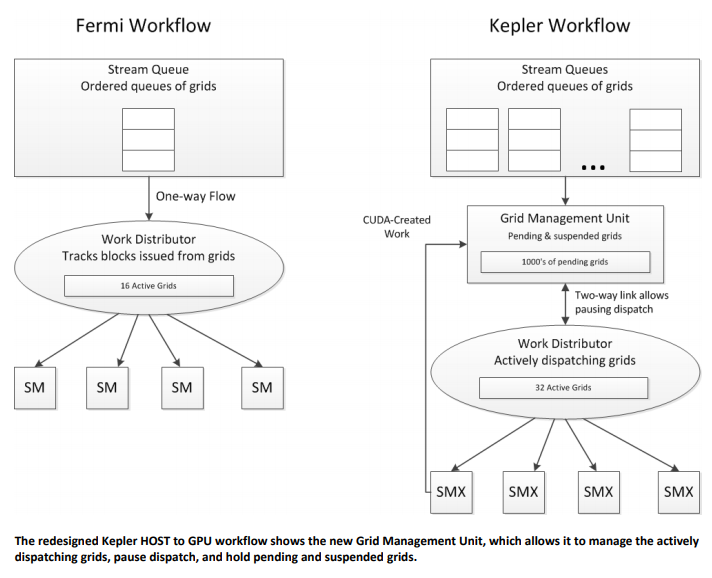 Fermi Workflow
Stream Queue
Ordered queues of grids
One-way Flow
Work Distributor
Tracks blocks issued from grids
16 Active Grids
SM
SM
SM
SM
Kepler Workflow
Stream Queues
Ordered queues of grids
...
CUDA-Created
Work
Grid Management Unit
Pending & suspended grids
1000's of pending grids
Two-way link allows
pausing dispatch
Work Distributor
Actively dispatching grids
32 Active Grids
SMX
SMX
SMX
SMX
The redesigned Kepler HOST to GPU workflow shows the new Grid Management Unit, which allows it to manage the actively
dispatching grids, pause dispatch, and hold pending and suspended grids.